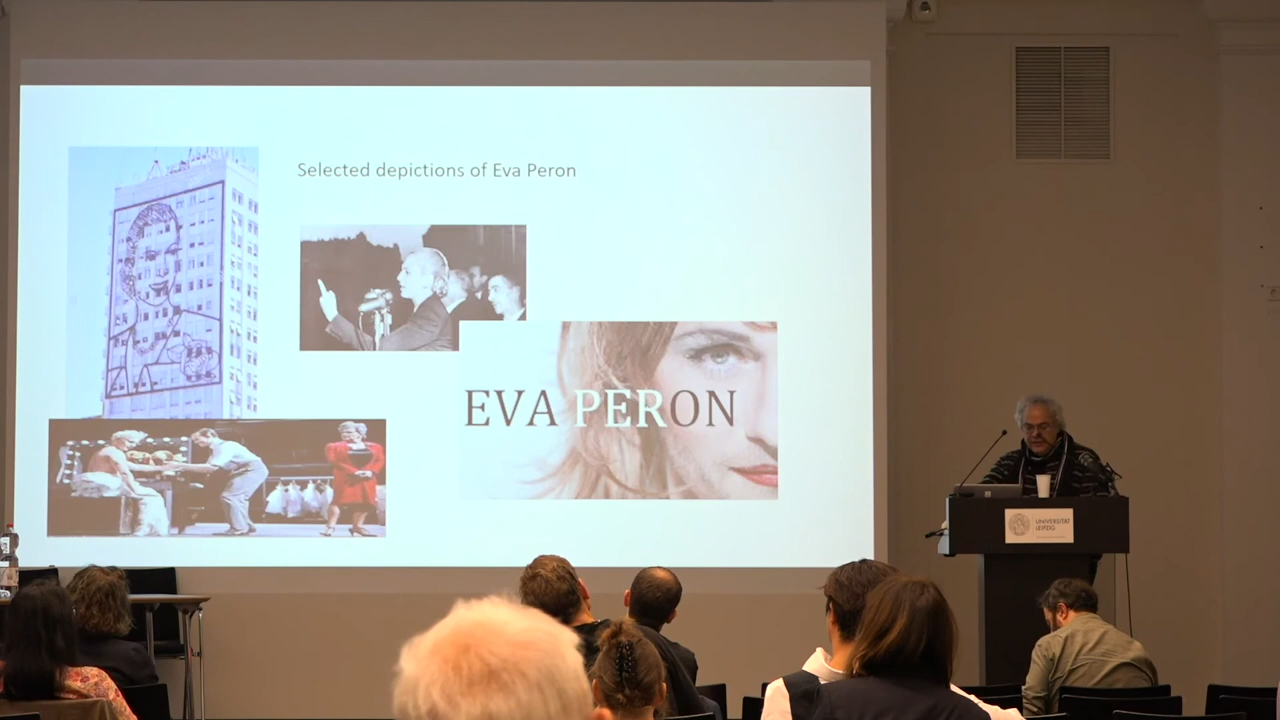 Selected depictions of Eva Peron
EVA PERON
UNIVERSITÄT
LEIPZIG